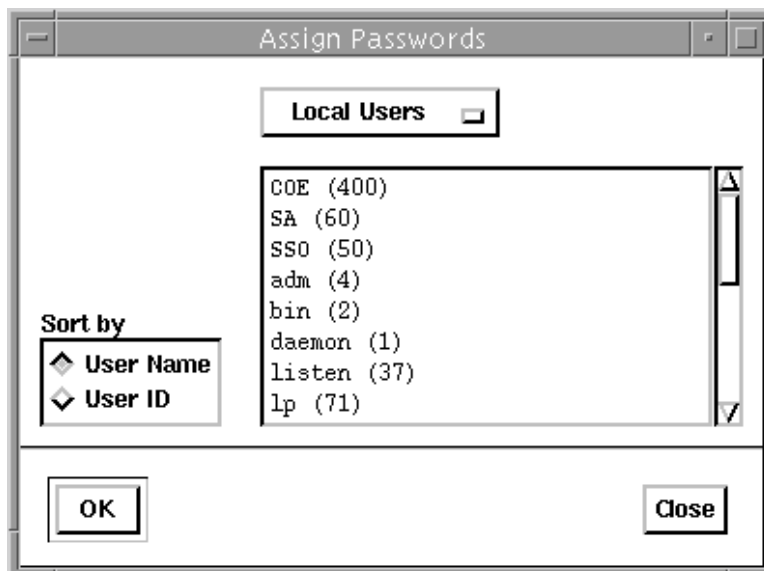 Assign Passwords
Local Users
COE (400)
SA (60)
SSO (50)
adm (4)
bin (2)
daemon (1)
listen (37)
lp (71)
Sort by
User Name
User ID
OK
Close